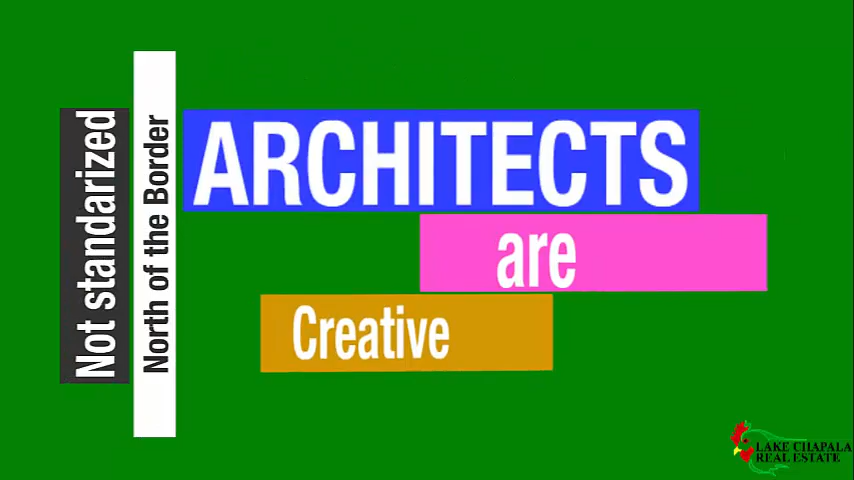 Not standarized
North of the Border
ARCHITECTS
are
Creative
LAKE CHAPALA
REAL ESTATE